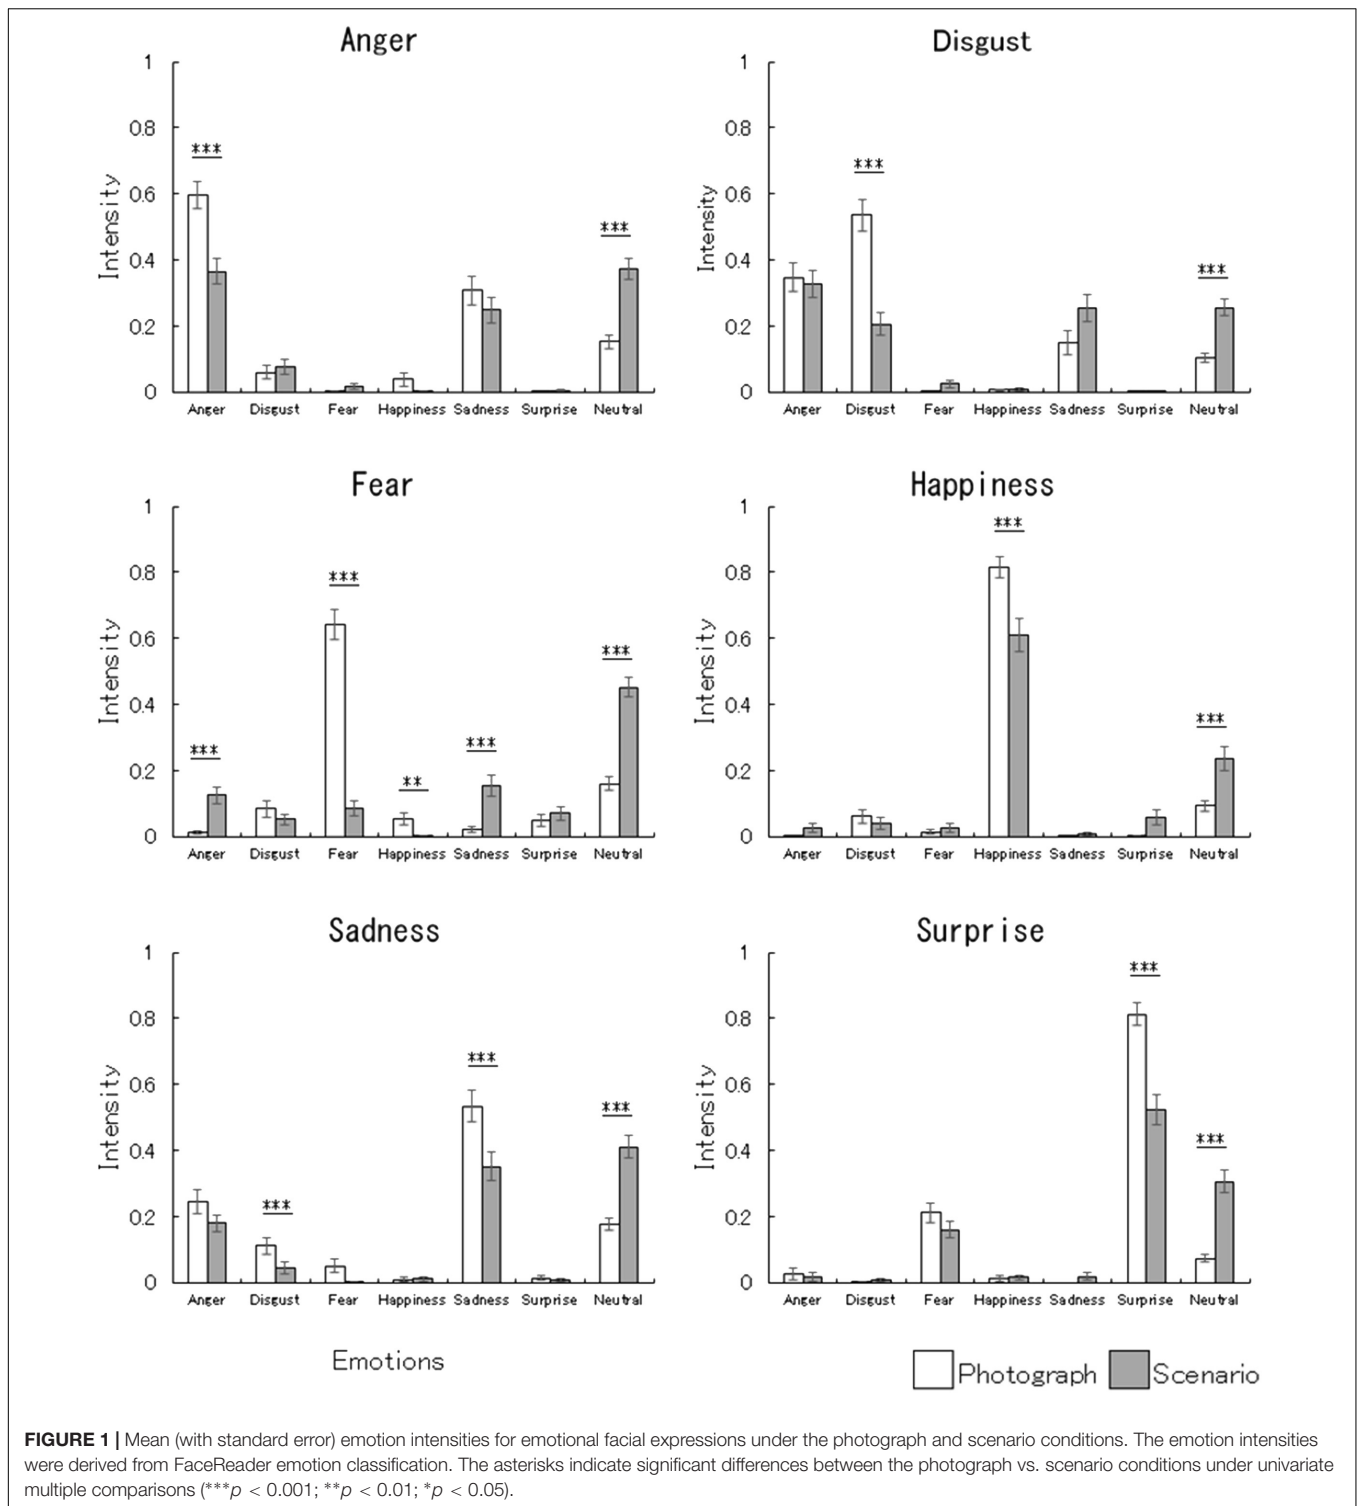 Anger
1
0.8
0.6
0.4
0.2
0
Intensity
***
***
Anger Disgust Fear Happiness Sadness Surprise Neutral
Disgust
1
0.8
0.6
0.4
0.2
0
Intensity
***
***
Anger Disgust Fear Happiness Sadness Surprise Neutral
Fear
1
0.8
0.6
0.4
0.2
0
Intensity
***
***
**
***
***
Anger Disgust Fear Happiness Sadness Surprise Neutral
Happiness
1
0.8
0.6
0.4
0.2
0
Intensity
***
***
Anger Disgust Fear Happiness Sadness Surprise Neutral
Sadness
1
0.8
0.6
0.4
0.2
0
Intensity
***
***
***
Anger Disgust Fear Happiness Sadness Surprise Neutral
Surprise
1
0.8
0.6
0.4
0.2
0
Intensity
***
***
Anger Disgust Fear Happiness Sadness Surprise Neutral
Emotions
Photograph Scenario
FIGURE 1 | Mean (with standard error) emotion intensities for emotional facial expressions under the photograph and scenario conditions. The emotion intensities
were derived from FaceReader emotion classification. The asterisks indicate significant differences between the photograph vs. scenario conditions under univariate
multiple comparisons (***p < 0.001; **p < 0.01; *p < 0.05).